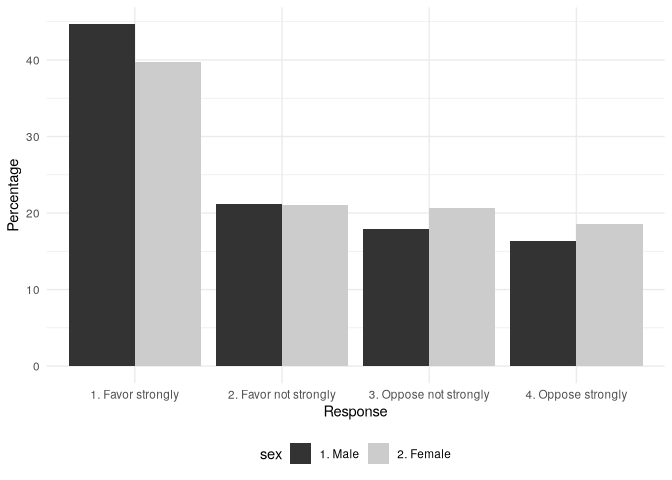 Percentage
40
30
20
10
0
1. Favor strongly
2. Favor not strongly
3. Oppose not strongly
4. Oppose strongly
Response
sex 1. Male 2. Female